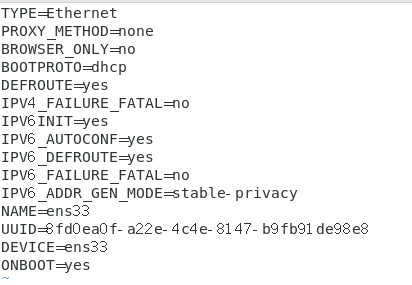 TYPE=Ethernet
PROXY_METHOD=none
BROWSER_ONLY=no
BOOTPROTO=dhcp
DEFROUTE=yes
IPV4_FAILURE_FATAL=no
IPV6INIT=yes
IPV6_AUTOCONF=yes
IPV6_DEFROUTE=yes
IPV6_FAILURE_FATAL=no
IPV6_ADDR_GEN_MODE=stable-privacy
NAME=ens33
UUID=8fd0ea0f-a22e-4c4e-8147-b9fb91de98e8
DEVICE=ens33
ONBOOT=yes
~